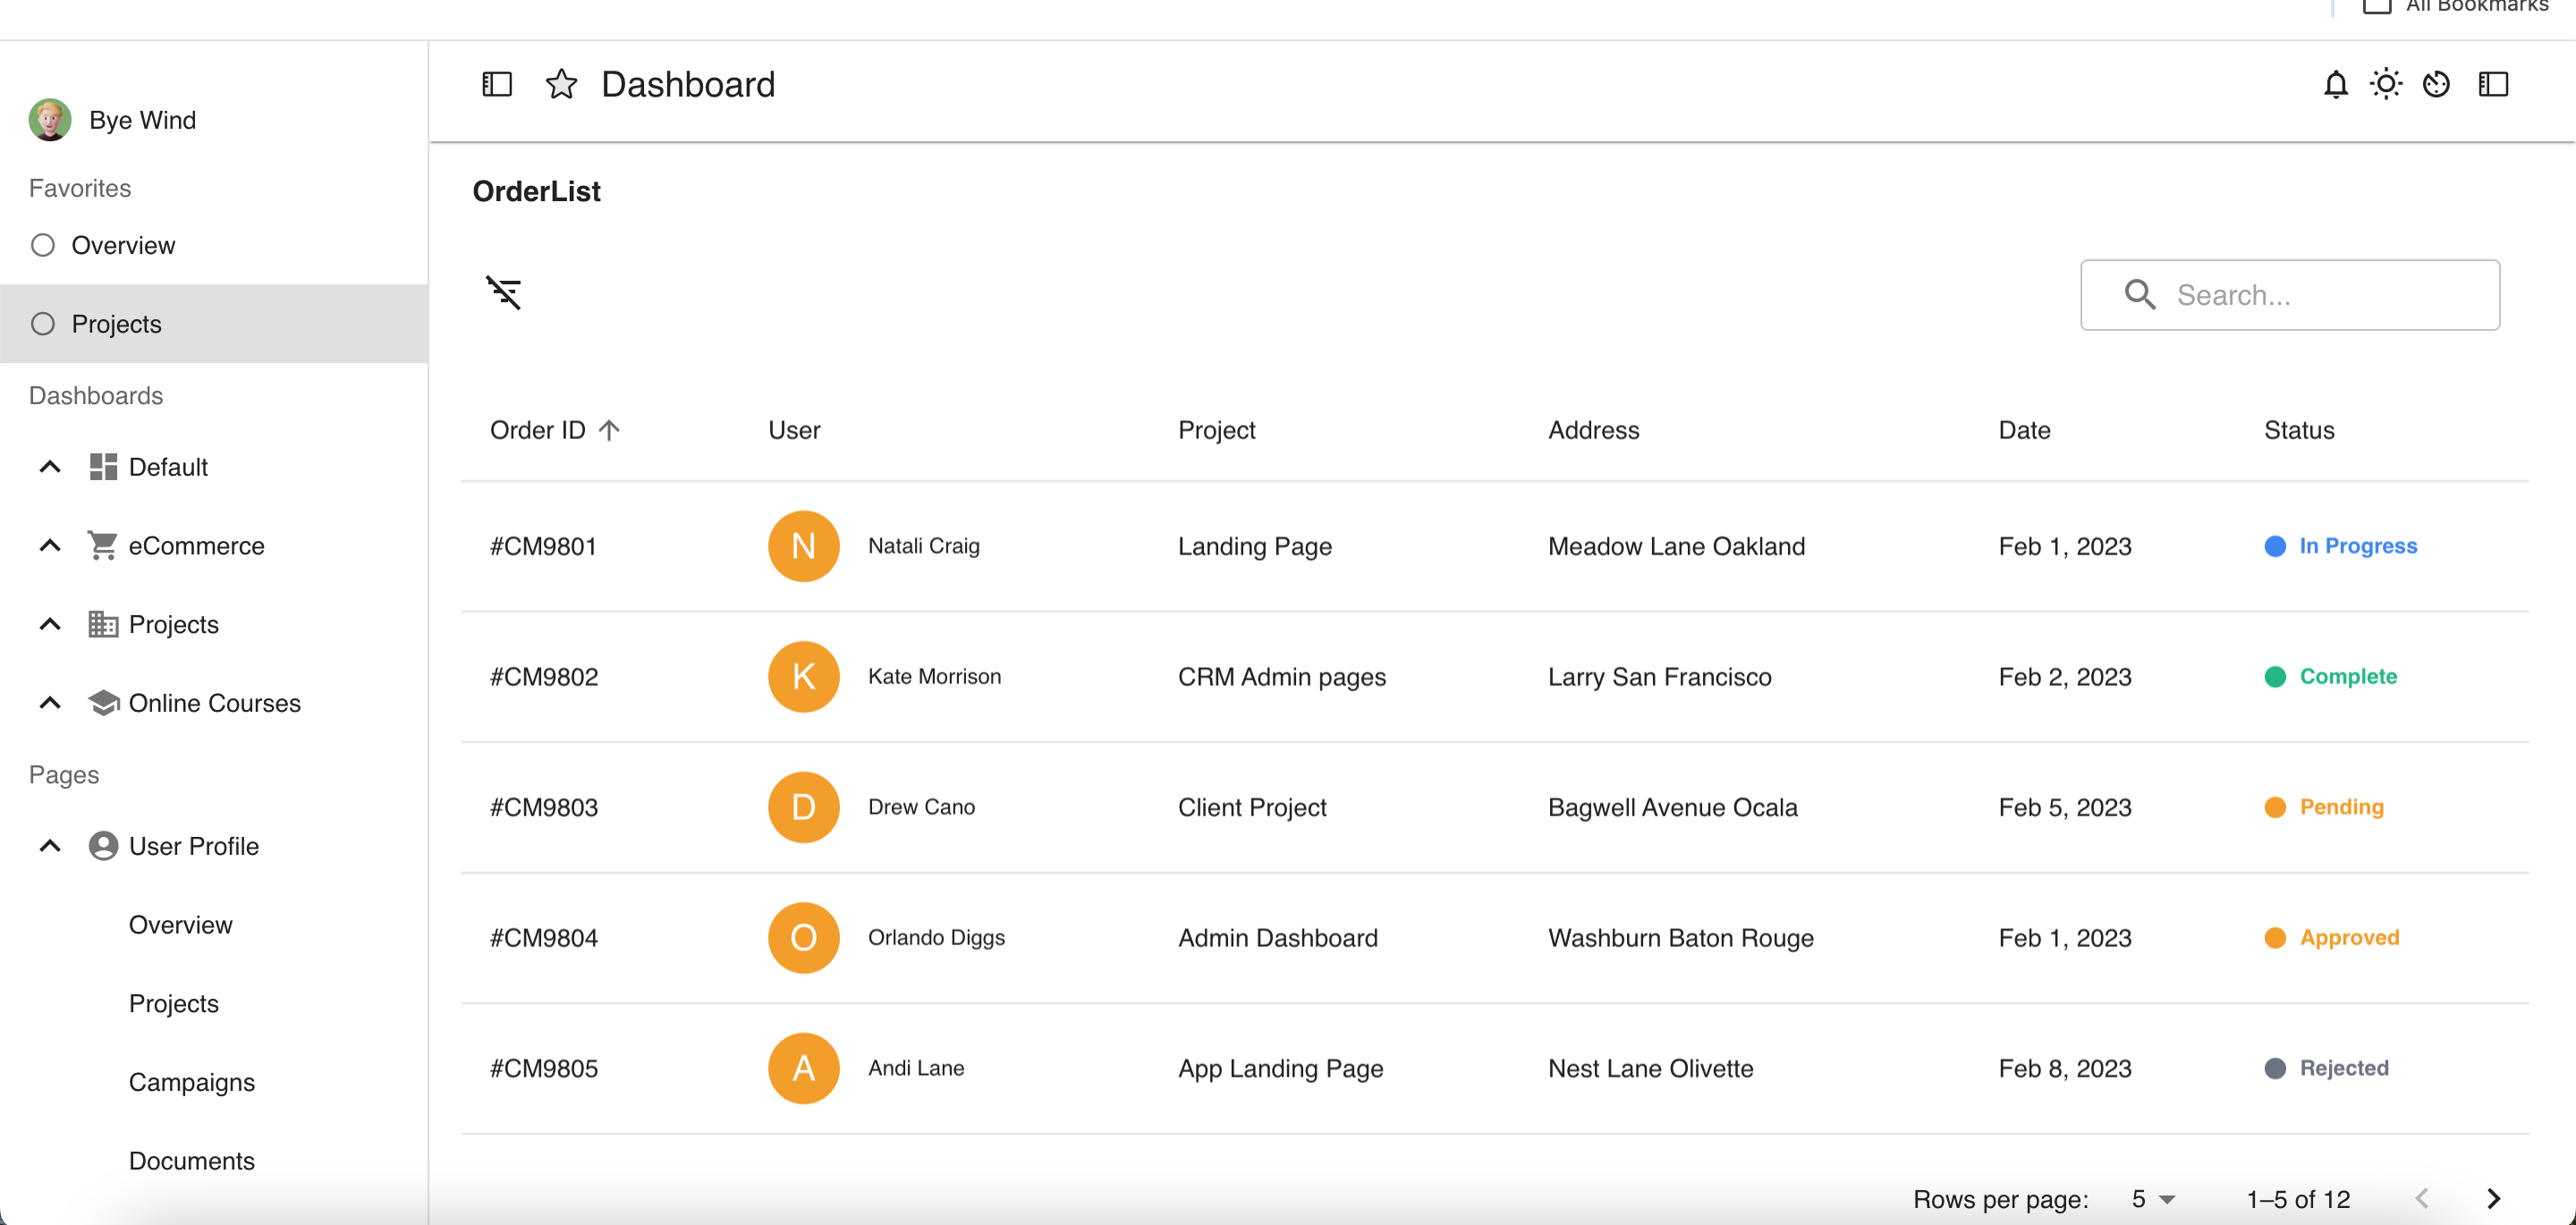 All Bookmarks
Bye Wind
Favorites
Overview
Projects
Dashboards
Default
eCommerce
Projects
Online Courses
Pages
User Profile
Overview
Projects
Campaigns
Documents
Dashboard
OrderList
Search...
Order ID User Project Address Date Status
#CM9801 N Natali Craig Landing Page Meadow Lane Oakland Feb 1, 2023 In Progress
#CM9802 K Kate Morrison CRM Admin pages Larry San Francisco Feb 2, 2023 Complete
#CM9803 D Drew Cano Client Project Bagwell Avenue Ocala Feb 5, 2023 Pending
#CM9804 O Orlando Diggs Admin Dashboard Washburn Baton Rouge Feb 1, 2023 Approved
#CM9805 A Andi Lane App Landing Page Nest Lane Olivette Feb 8, 2023 Rejected
Rows per page: 5 1–5 of 12